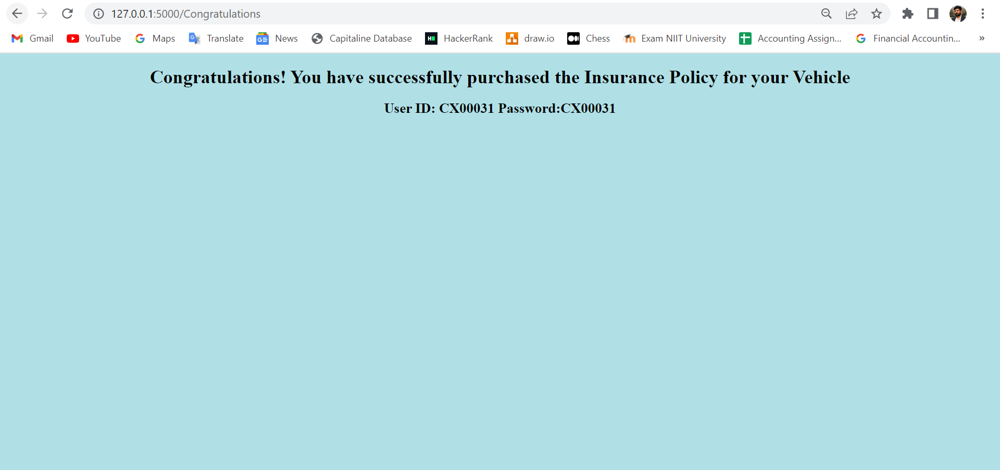 127.0.0.1:5000/Congratulations
Gmail YouTube Maps Translate News Capitaline Database HackerRank draw.io Chess Exam NIIT University Accounting Assign... Financial Accountin... »
Congratulations! You have successfully purchased the Insurance Policy for your Vehicle
User ID: CX00031 Password:CX00031